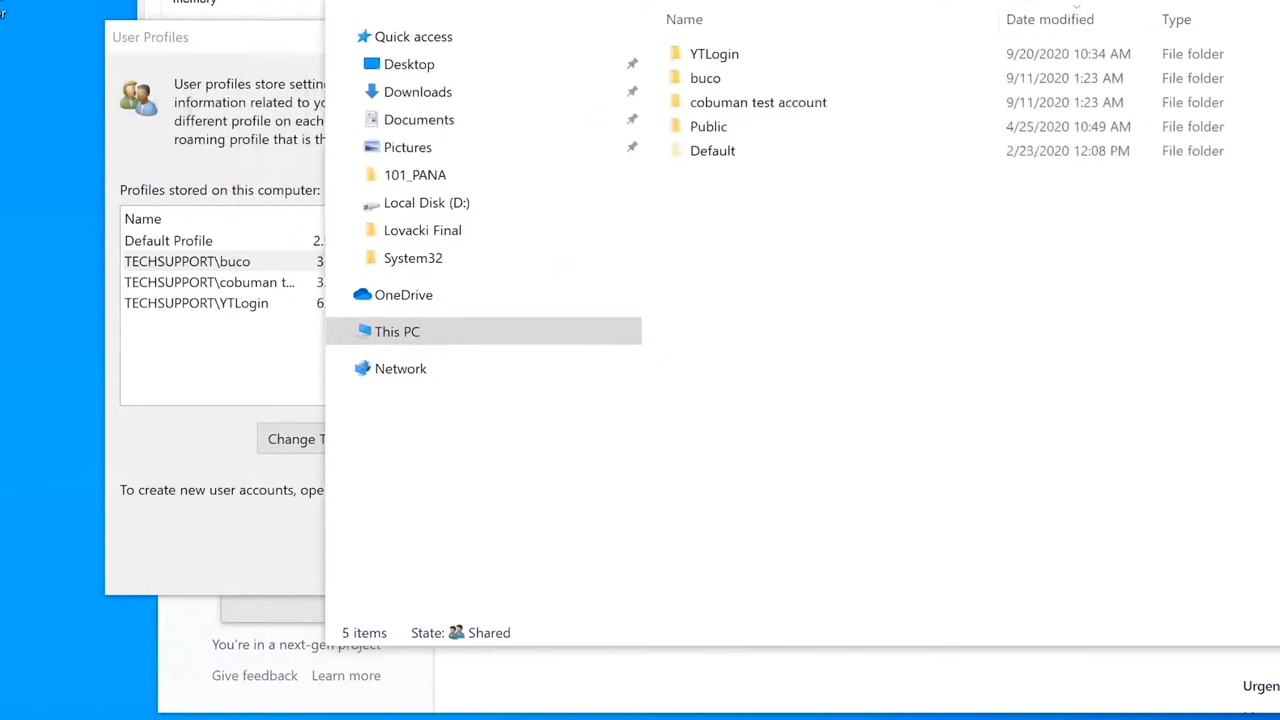 User Profiles
User profiles store setti
information related to yo
different profile on each
roaming profile that is th
Profiles stored on this computer:
Name
Default Profile 2.
TECHSUPPORT\buco 3
TECHSUPPORT\cobuman t... 3.
TECHSUPPORT\YTLogin 6
Change T
To create new user accounts, ope
Quick access
Desktop
Downloads
Documents
Pictures
101_PANA
Local Disk (D:)
Lovacki Final
System32
OneDrive
This PC
Network
Name Date modified Type
YTLogin 9/20/2020 10:34 AM File folder
buco 9/11/2020 1:23 AM File folder
cobuman test account 9/11/2020 1:23 AM File folder
Public 4/25/2020 10:49 AM File folder
Default 2/23/2020 12:08 PM File folder
5 items State: Shared
You're in a next-gen project
Give feedback Learn more
Urgen